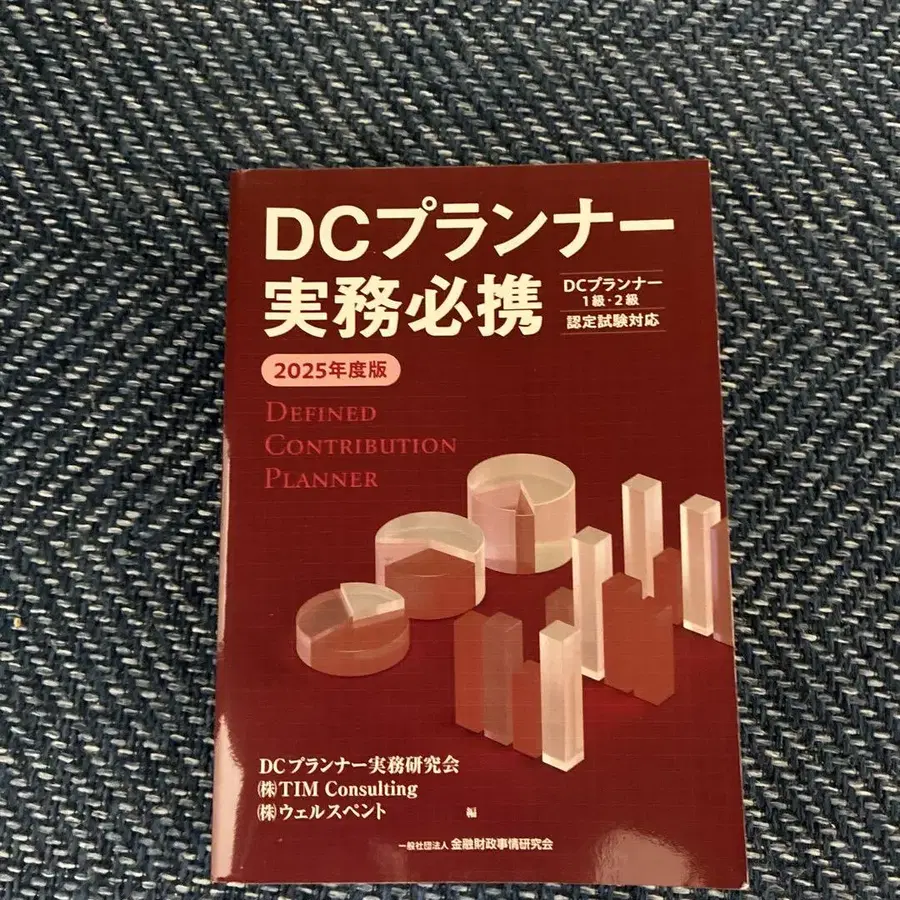 DCプランナー
実務必携
DCプランナー
1級・2級
認定試験対応
2025年度版
DEFINED
CONTRIBUTION
PLANNER
DCプランナー実務研究会
㈱TIM Consulting
㈱ウェルスペント 編
一般社団法人 金融財政事情研究会